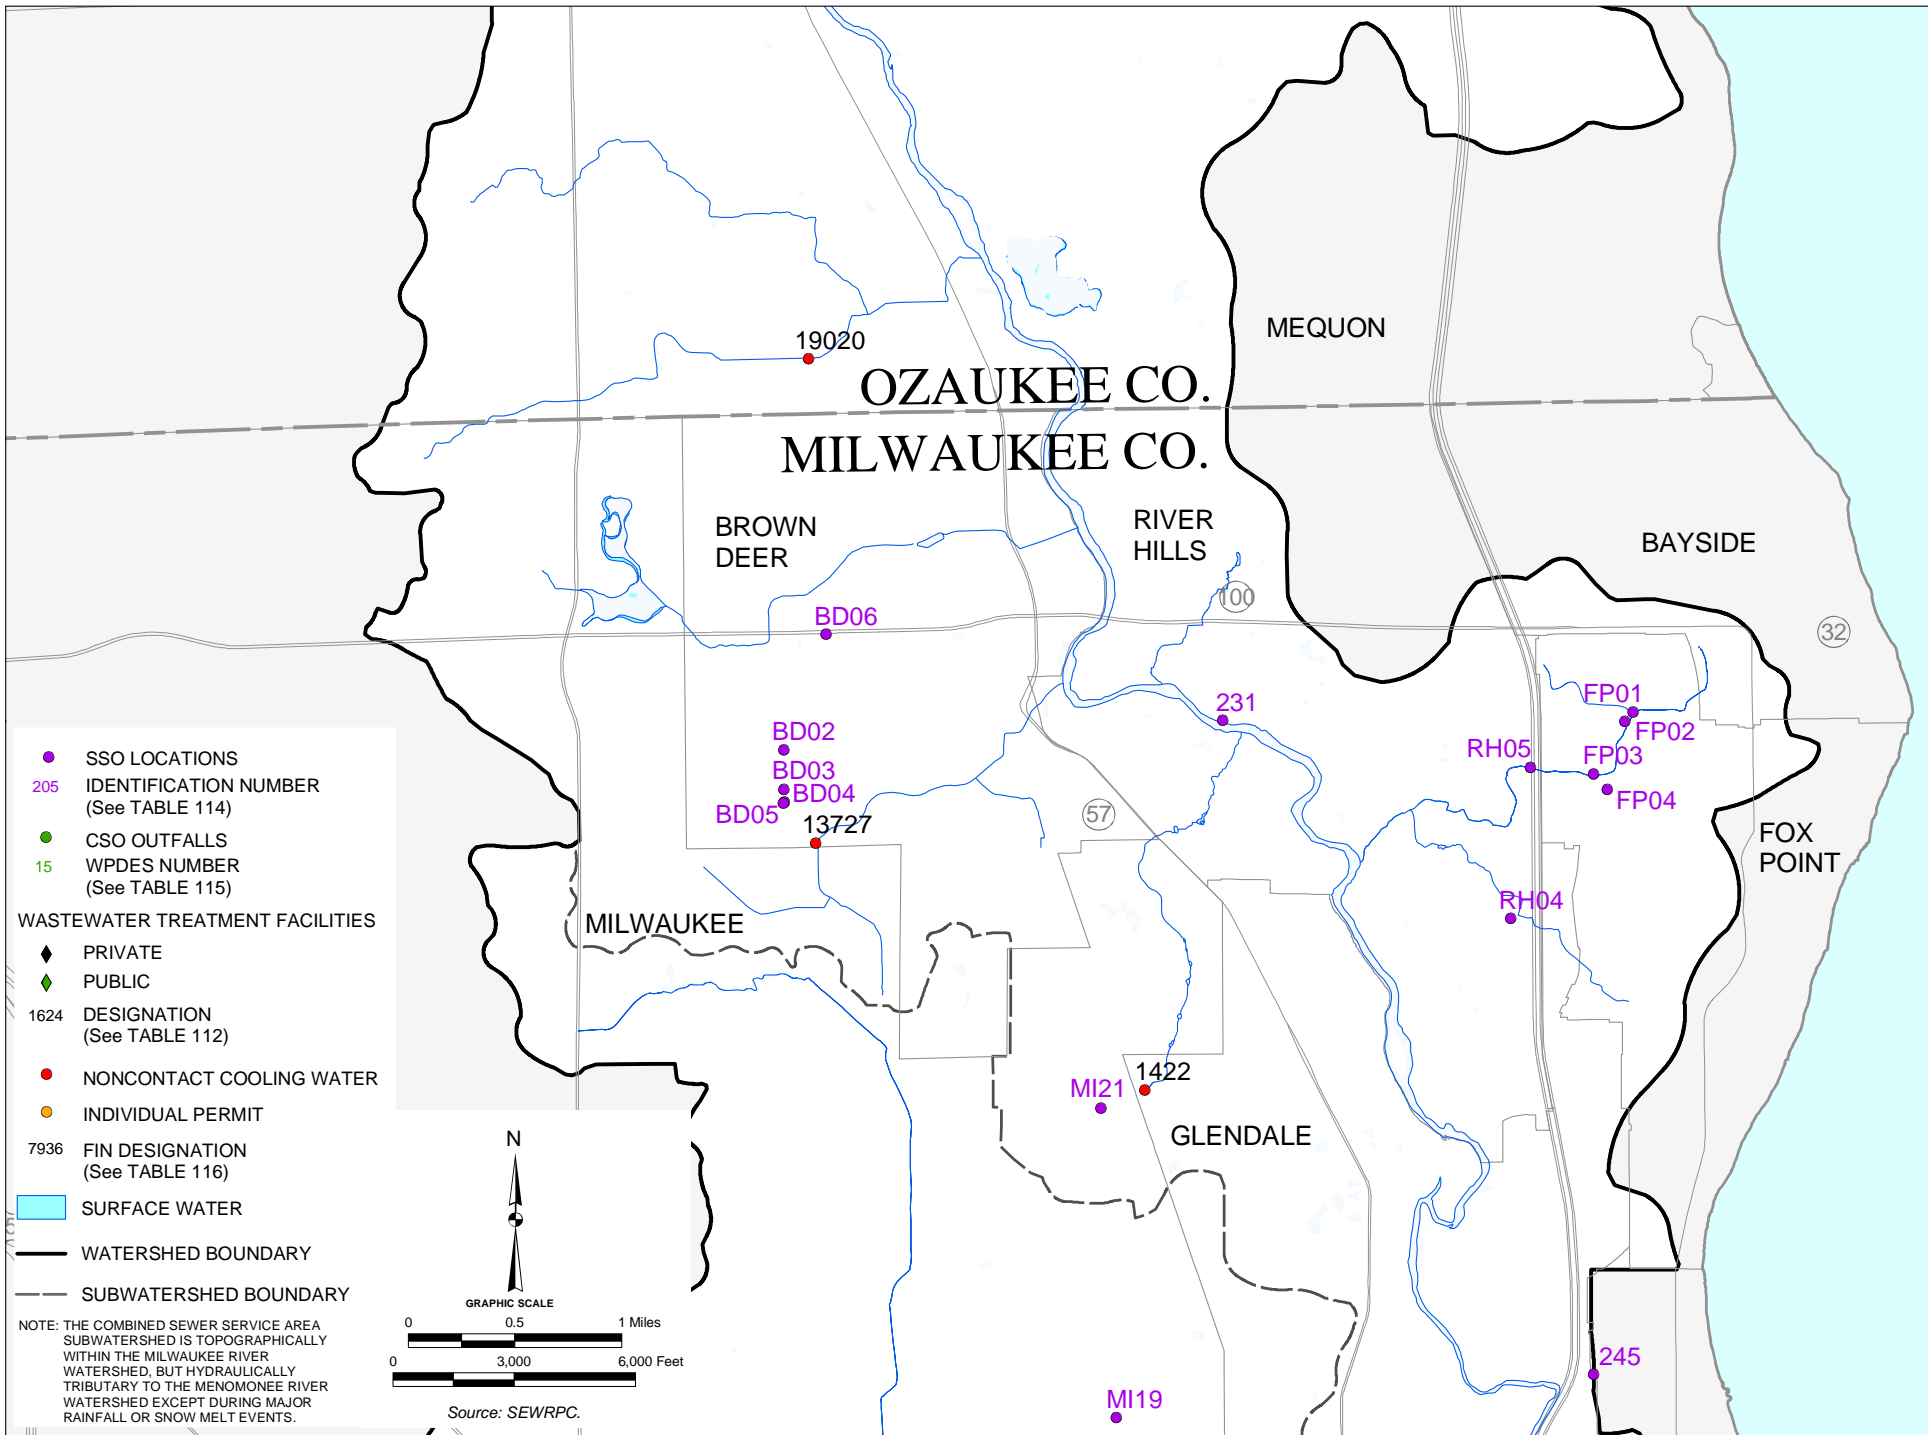 19020
OZAUKEE CO.
MILWAUKEE CO.
MEQUON
BROWN
DEER
RIVER
HILLS
BAYSIDE
100
32
BD06
231
FP01
FP02
RH05
FP03
FP04
BD02
BD03
BD04
BD05
13727
57
FOX
POINT
RH04
MILWAUKEE
1422
MI21
GLENDALE
245
MI19
SSO LOCATIONS
205 IDENTIFICATION NUMBER
(See TABLE 114)
CSO OUTFALLS
15 WPDES NUMBER
(See TABLE 115)
WASTEWATER TREATMENT FACILITIES
PRIVATE
PUBLIC
1624 DESIGNATION
(See TABLE 112)
NONCONTACT COOLING WATER
INDIVIDUAL PERMIT
7936 FIN DESIGNATION
(See TABLE 116)
SURFACE WATER
WATERSHED BOUNDARY
SUBWATERSHED BOUNDARY
NOTE: THE COMBINED SEWER SERVICE AREA
SUBWATERSHED IS TOPOGRAPHICALLY
WITHIN THE MILWAUKEE RIVER
WATERSHED, BUT HYDRAULICALLY
TRIBUTARY TO THE MENOMONEE RIVER
WATERSHED EXCEPT DURING MAJOR
RAINFALL OR SNOW MELT EVENTS.
N
GRAPHIC SCALE
0 0.5 1 Miles
0 3,000 6,000 Feet
Source: SEWRPC.